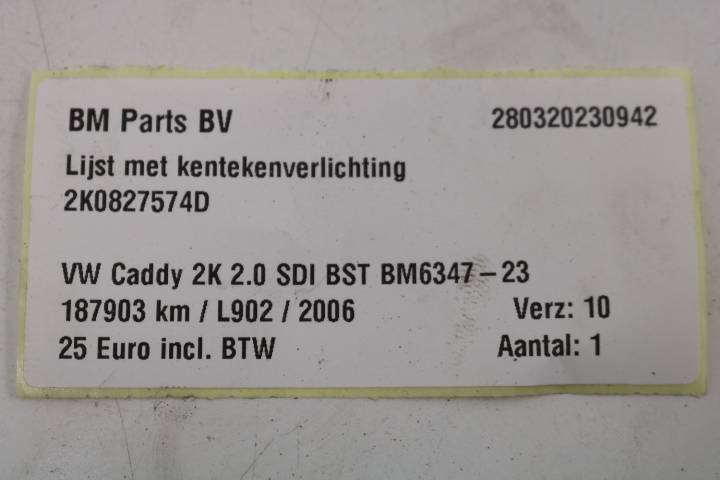 BM Parts BV 280320230942
Lijst met kentekenverlichting
2K0827574D
VW Caddy 2K 2.0 SDI BST BM6347-23
187903 km / L902 / 2006 Verz: 10
25 Euro incl. BTW Aantal: 1